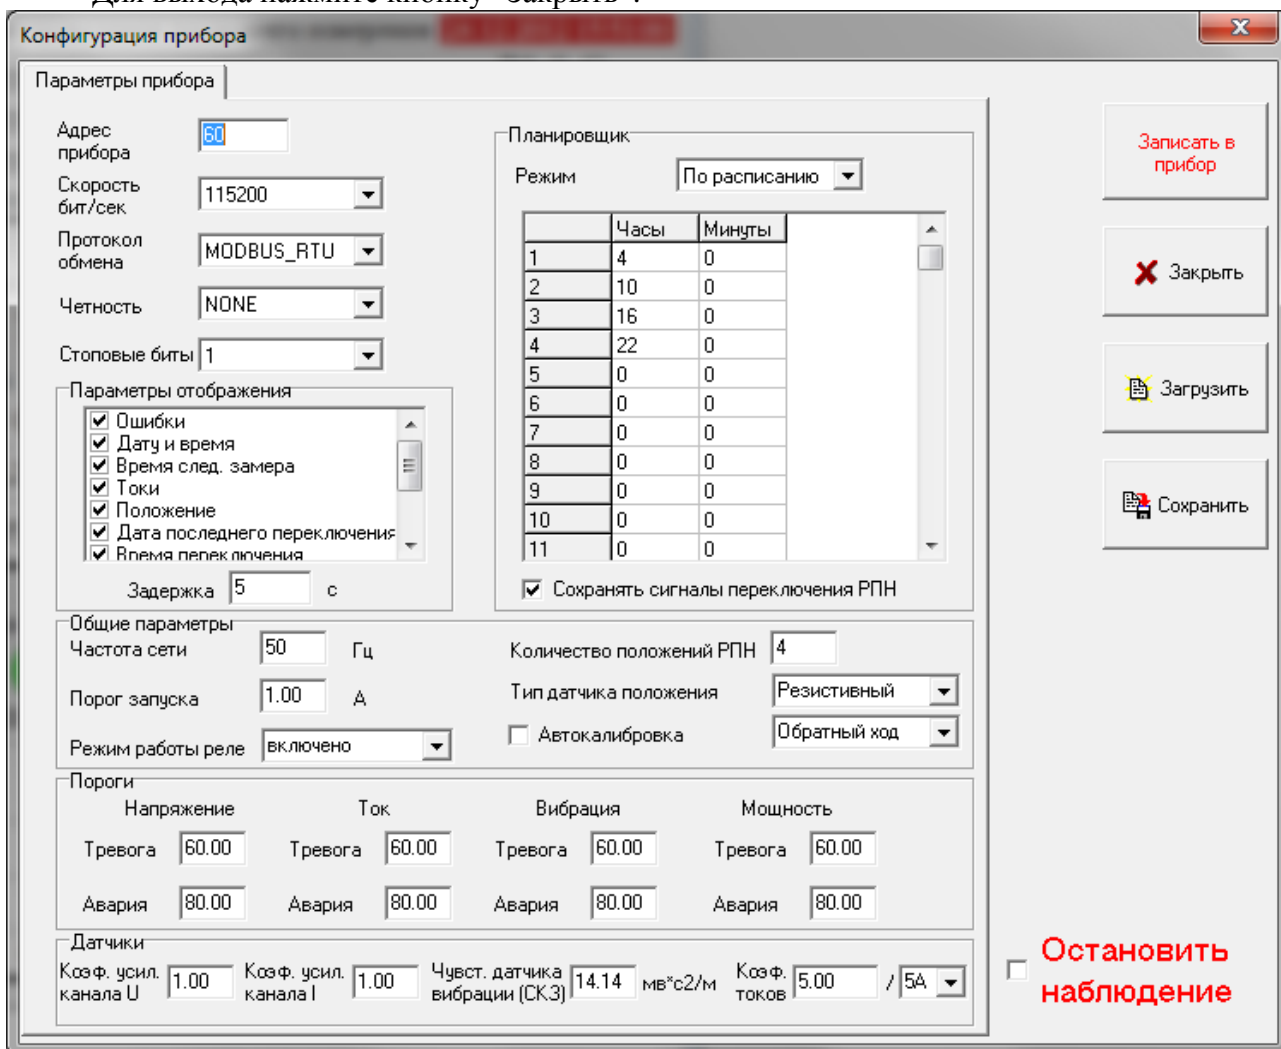 Для выхода нажмите кнопку "Закрыть".
Конфигурация прибора
Параметры прибора
Адрес прибора 60
Скорость бит/сек 115200
Протокол обмена MODBUS_RTU
Четность NONE
Стоповые биты 1
Параметры отображения
Ошибки
Дату и время
Время след. замера
Токи
Положение
Дата последнего переключения
Время переключения
Задержка 5 с
Планировщик
Режим По расписанию
Часы Минуты
1 4 0
2 10 0
3 16 0
4 22 0
5 0 0
6 0 0
7 0 0
8 0 0
9 0 0
10 0 0
11 0 0
Сохранять сигналы переключения РПН
Записать в
прибор
Закрыть
Загрузить
Сохранить
Общие параметры
Частота сети 50 Гц
Порог запуска 1.00 А
Режим работы реле включено
Количество положений РПН 4
Тип датчика положения Резистивный
Автокалибровка Обратный ход
Пороги
Напряжение Ток Вибрация Мощность
Тревога 60.00 Тревога 60.00 Тревога 60.00 Тревога 60.00
Авария 80.00 Авария 80.00 Авария 80.00 Авария 80.00
Датчики
Коэф. усил. канала U 1.00
Коэф. усил. канала I 1.00
Чувст. датчика вибрации (СКЗ) 14.14 мв*с2/м
Коэф. токов 5.00 / 5А
Остановить
наблюдение